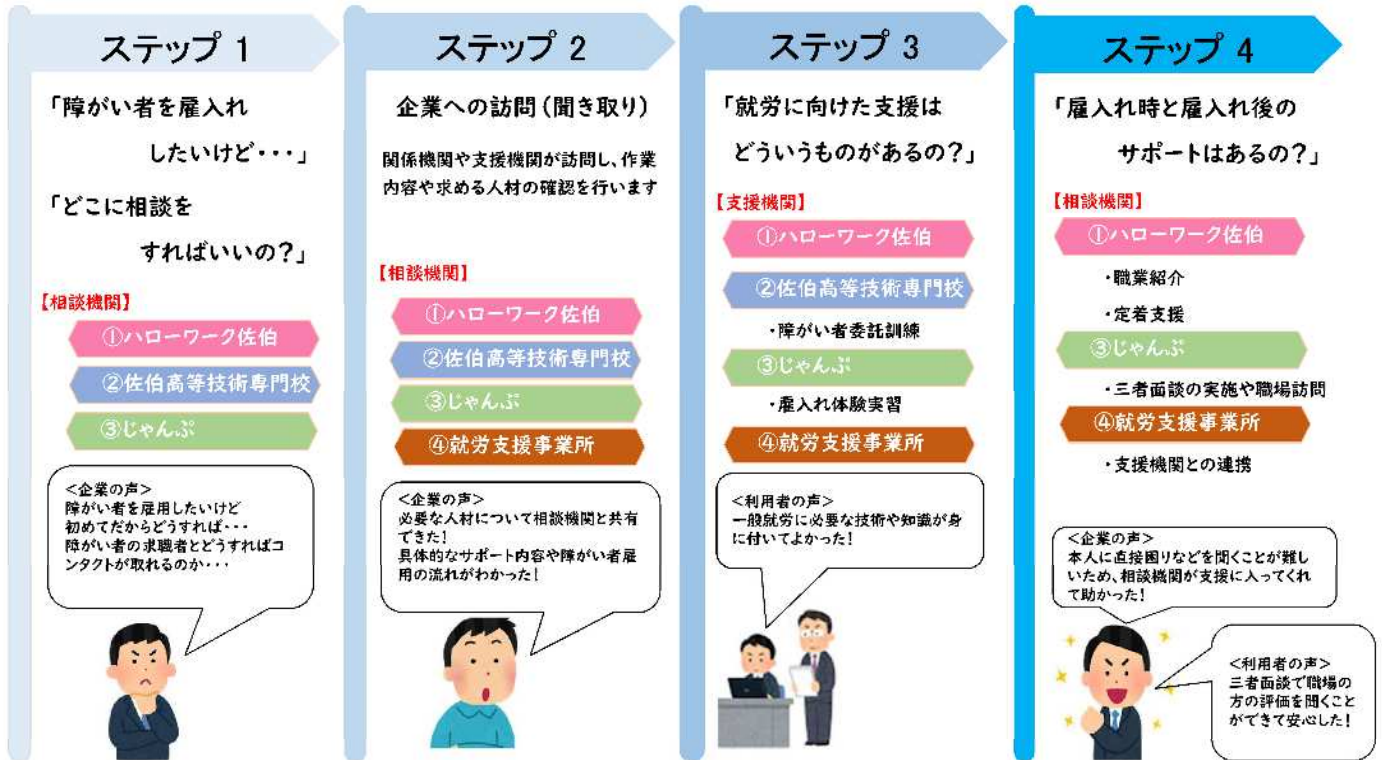 ステップ 1
「障がい者を雇入れ
したいけど・・・」
「どこに相談を
すればいいの?」
【相談機関】
①ハローワーク佐伯
②佐伯高等技術専門校
③じゃんぷ
<企業の声>
障がい者を雇用したいけど
初めてだからどうすれば・・・
障がい者の求職者とどうすればコ
ンタクトが取れるのか・・・
ステップ 2
企業への訪問(聞き取り)
関係機関や支援機関が訪問し、作業
内容や求める人材の確認を行います
【相談機関】
①ハローワーク佐伯
②佐伯高等技術専門校
③じゃんぷ
④就労支援事業所
<企業の声>
必要な人材について相談機関と共有
できた!
具体的なサポート内容や障がい者雇
用の流れがわかった!
ステップ 3
「就労に向けた支援は
どういうものがあるの?」
【支援機関】
①ハローワーク佐伯
②佐伯高等技術専門校
・障がい者委託訓練
③じゃんぷ
・雇入れ体験実習
④就労支援事業所
<利用者の声>
一般就労に必要な技術や知識が身
に付いてよかった!
ステップ 4
「雇入れ時と雇入れ後の
サポートはあるの?」
【相談機関】
①ハローワーク佐伯
・職業紹介
・定着支援
③じゃんぷ
・三者面談の実施や職場訪問
④就労支援事業所
・支援機関との連携
<企業の声>
本人に直接困りなどを聞くことが難し
いため、相談機関が支援に入ってくれ
て助かった!
<利用者の声>
三者面談で職場の
方の評価を聞くこと
ができて安心した!